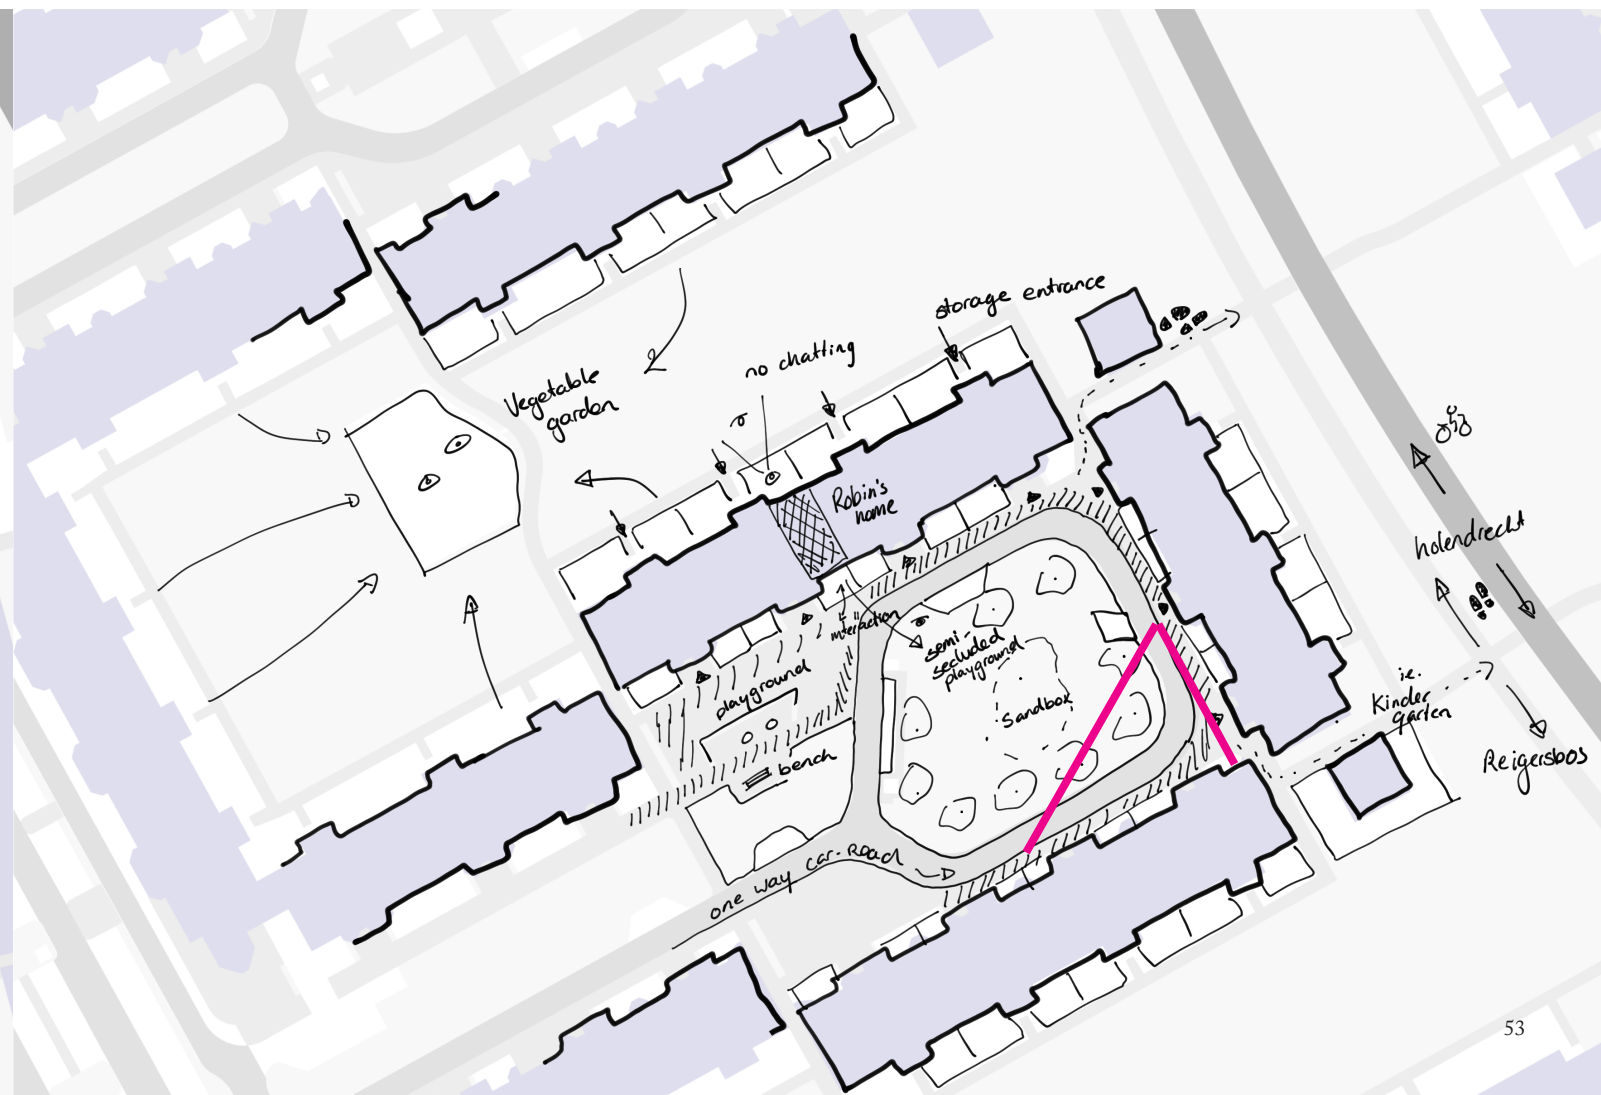 storage entrance
no chatting
Vegetable
garden
Robin's
home
holendrecht
interaction
semi-
secluded
playground
playground
Sandbox
ie.
Kinder
garten
bench
Reigersbos
one way car-Road
53